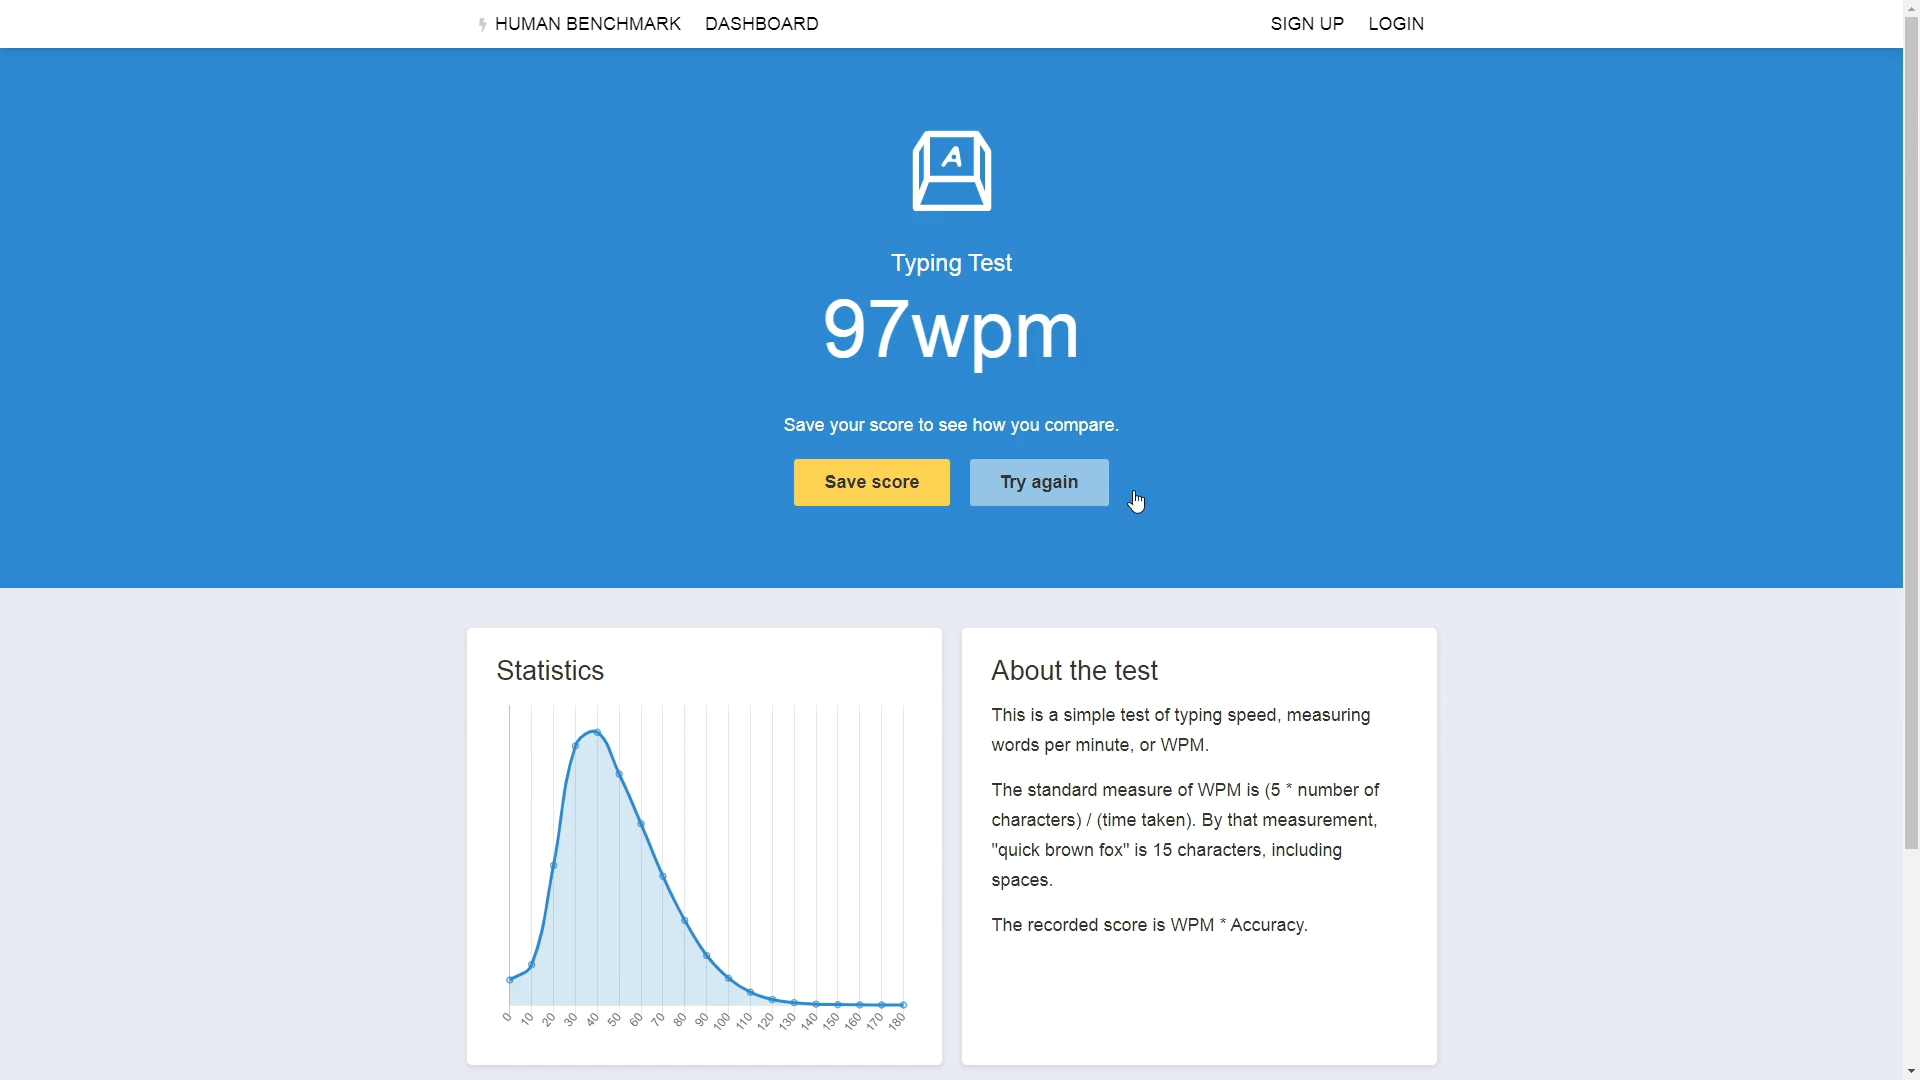 HUMAN BENCHMARK DASHBOARD SIGN UP LOGIN
A
Typing Test
97wpm
Save your score to see how you compare.
Save score Try again
Statistics
0 10 20 30 40 50 60 70 80 90 100 110 120 130 140 150 160 170 180
About the test
This is a simple test of typing speed, measuring
words per minute, or WPM.
The standard measure of WPM is (5 * number of
characters) / (time taken). By that measurement,
"quick brown fox" is 15 characters, including
spaces.
The recorded score is WPM * Accuracy.